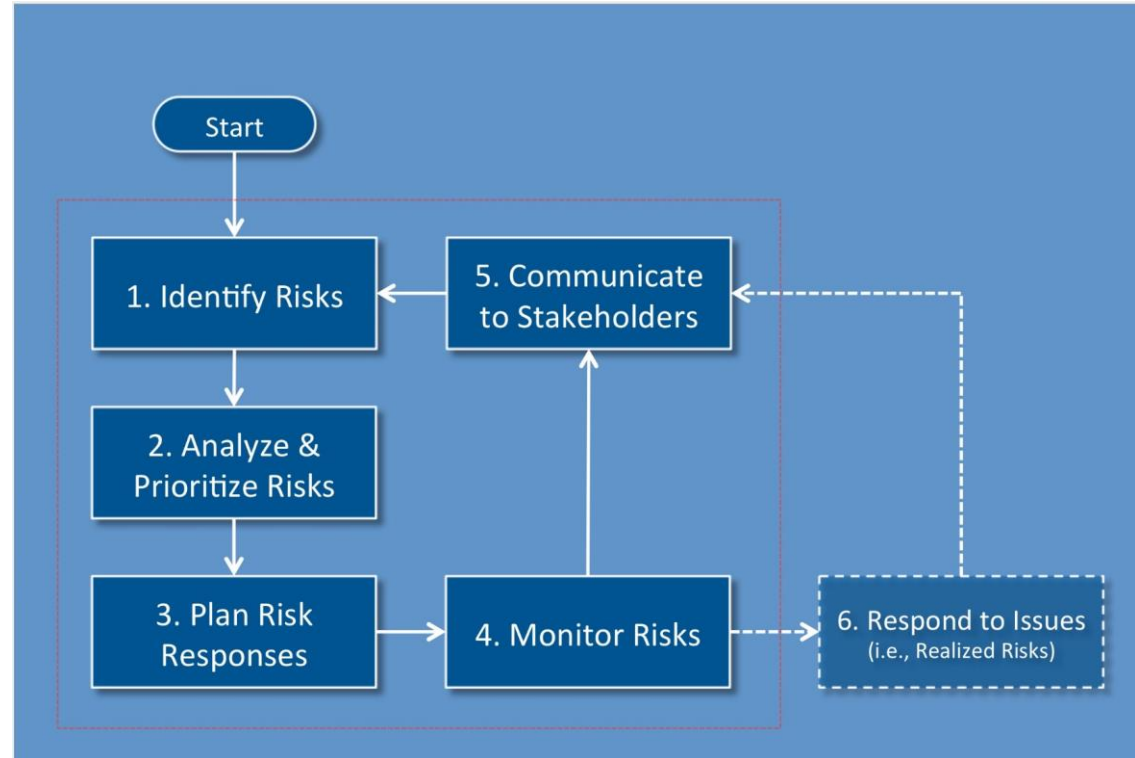 Start
1. Identify Risks
2. Analyze &
Prioritize Risks
3. Plan Risk
Responses
4. Monitor Risks
5. Communicate
to Stakeholders
6. Respond to Issues
(i.e., Realized Risks)